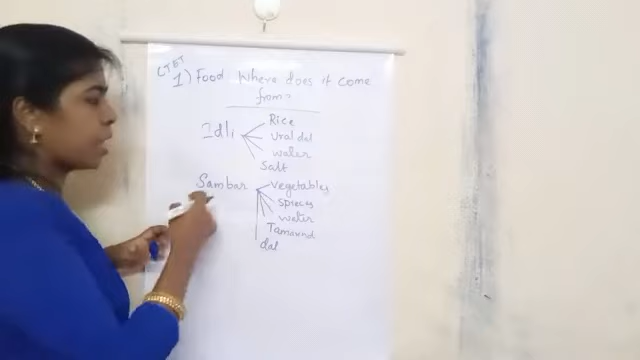 CTET
1) Food Where does it come
from -
Idli
Rice
Ural dal
water
Salt
Sambar
Vegetables
spieces
water
Tamarind
dal